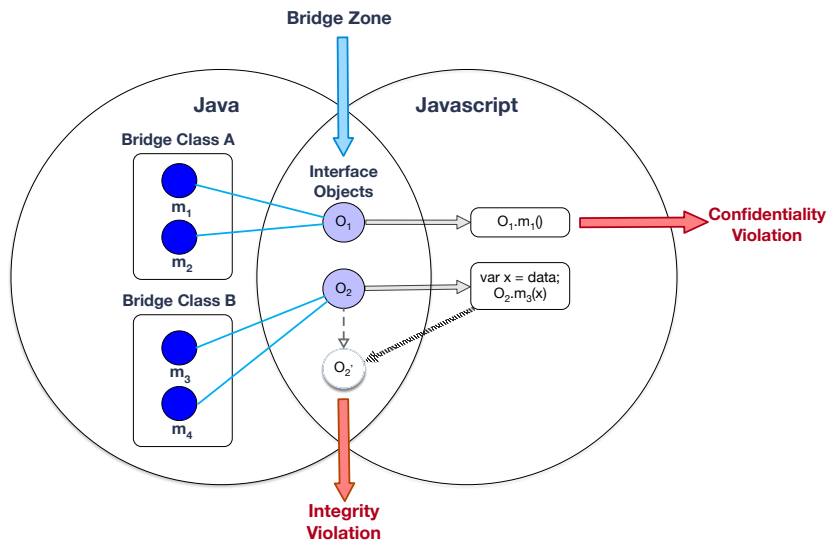 Bridge Zone
Java
Javascript
Bridge Class A
m₁
m₂
Interface
Objects
O₁
O₁.m₁()
Confidentiality
Violation
Bridge Class B
m₃
m₄
O₂
var x = data;
O₂.m₃(x)
O₂'
Integrity
Violation